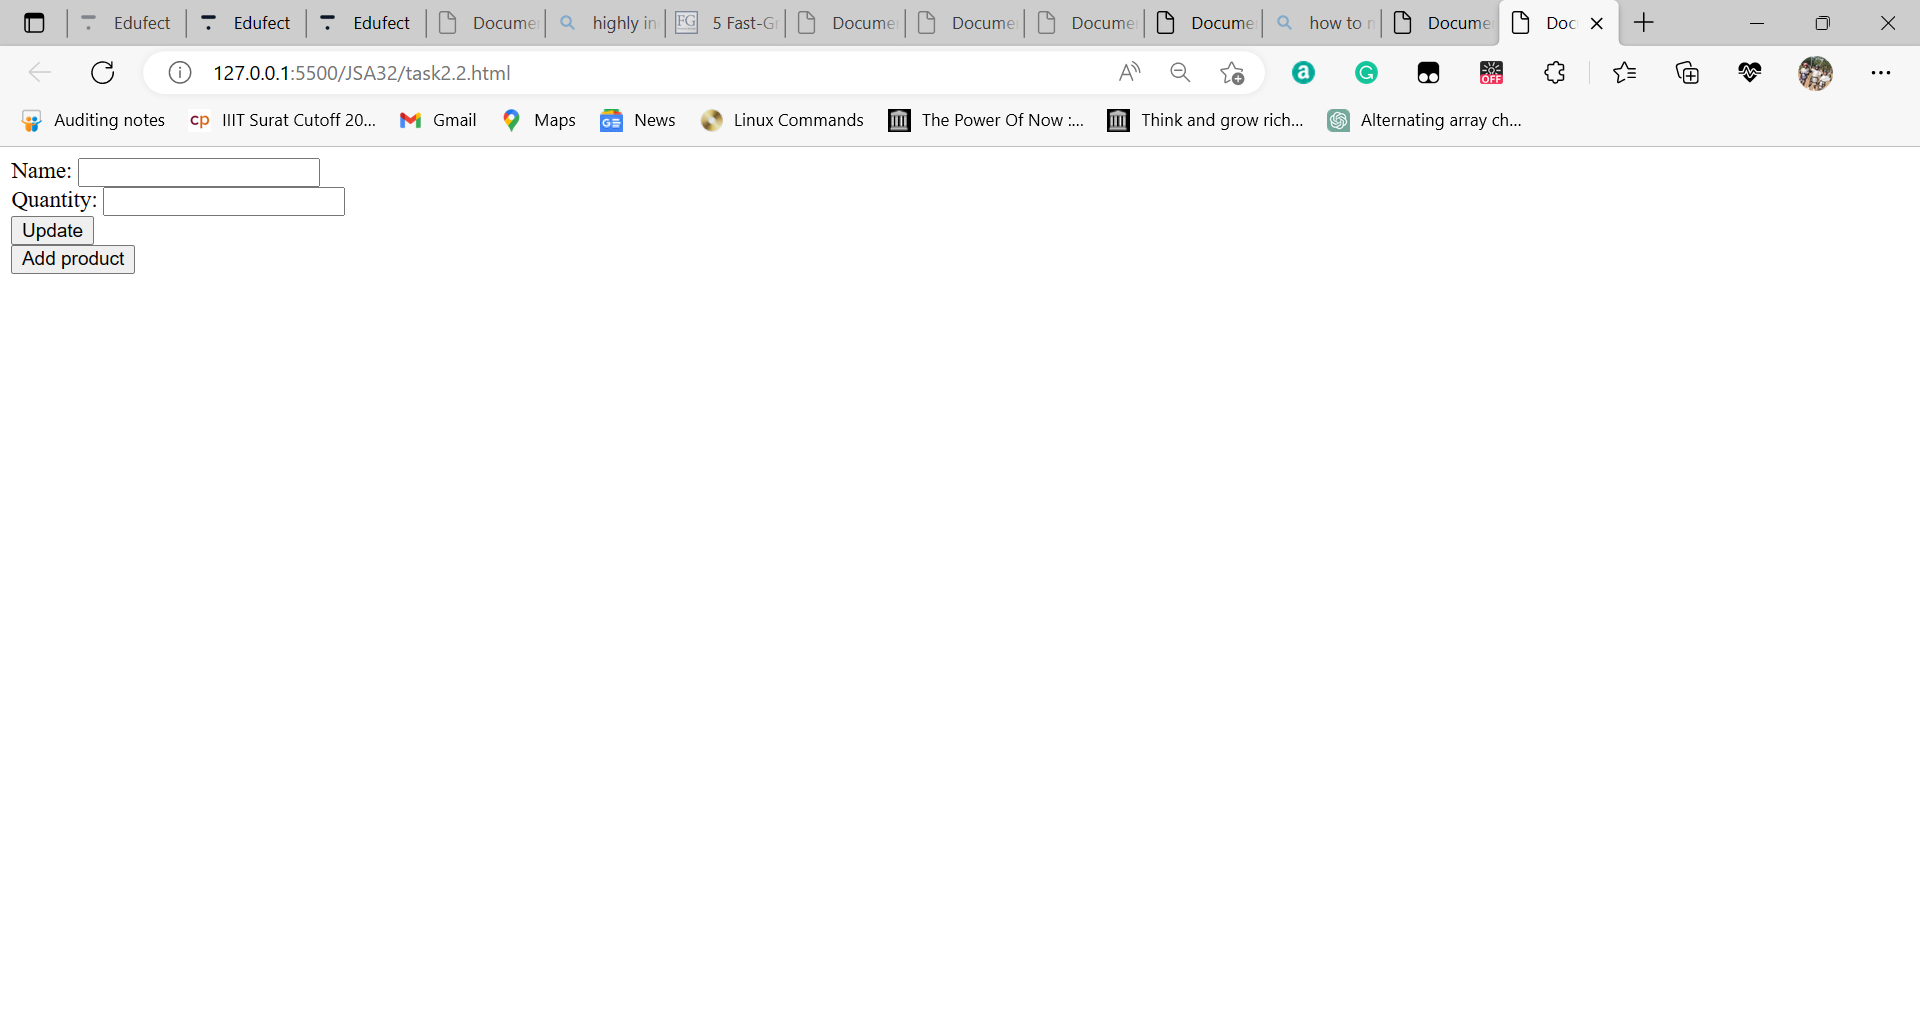 Edufect Edufect Edufect Docume highly in 5 Fast-Gr Docume Docume Docume Docume how to Docume Doc
127.0.0.1:5500/JSA32/task2.2.html
Auditing notes IIIT Surat Cutoff 20... Gmail Maps News Linux Commands The Power Of Now :... Think and grow rich... Alternating array ch...
Name:
Quantity:
Update
Add product